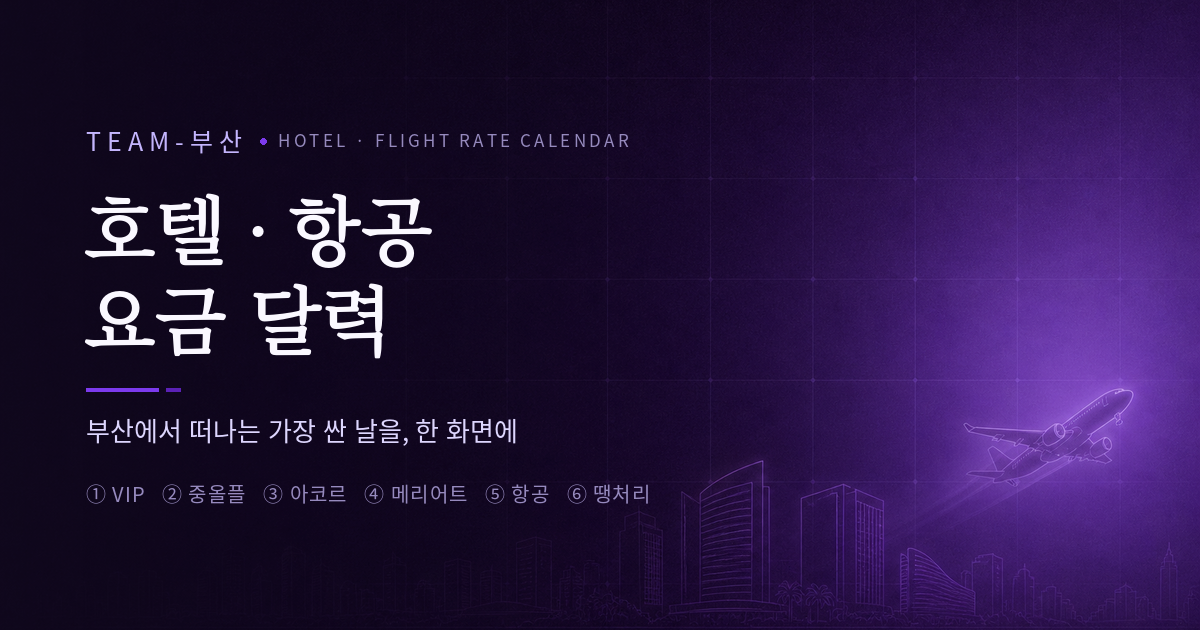 TEAM-부산 • HOTEL · FLIGHT RATE CALENDAR
호텔 · 항공
요금 달력
부산에서 떠나는 가장 싼 날을, 한 화면에
① VIP ② 중올플 ③ 아코르 ④ 메리어트 ⑤ 항공 ⑥ 땡처리